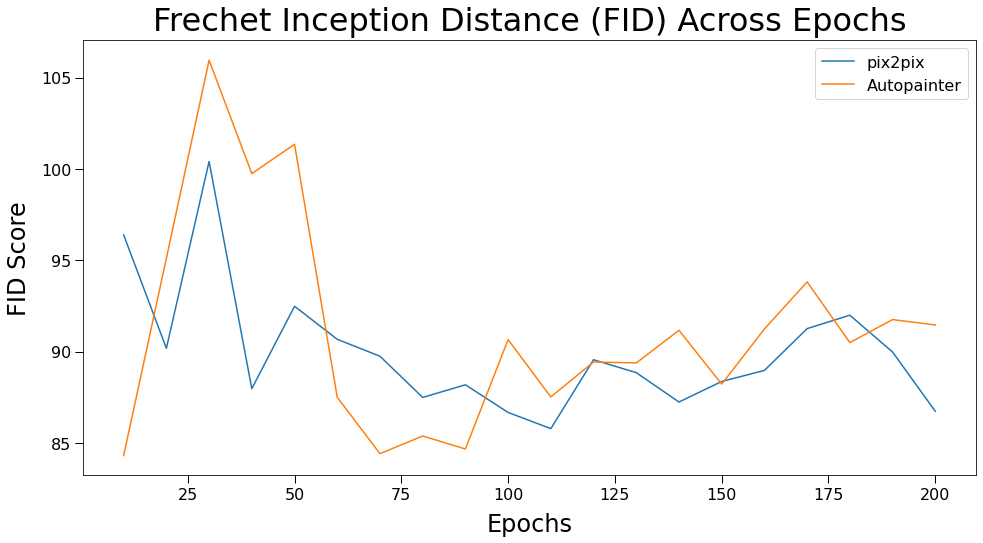 Frechet Inception Distance (FID) Across Epochs
pix2pix
Autopainter
FID Score
105
100
95
90
85
25 50 75 100 125 150 175 200
Epochs